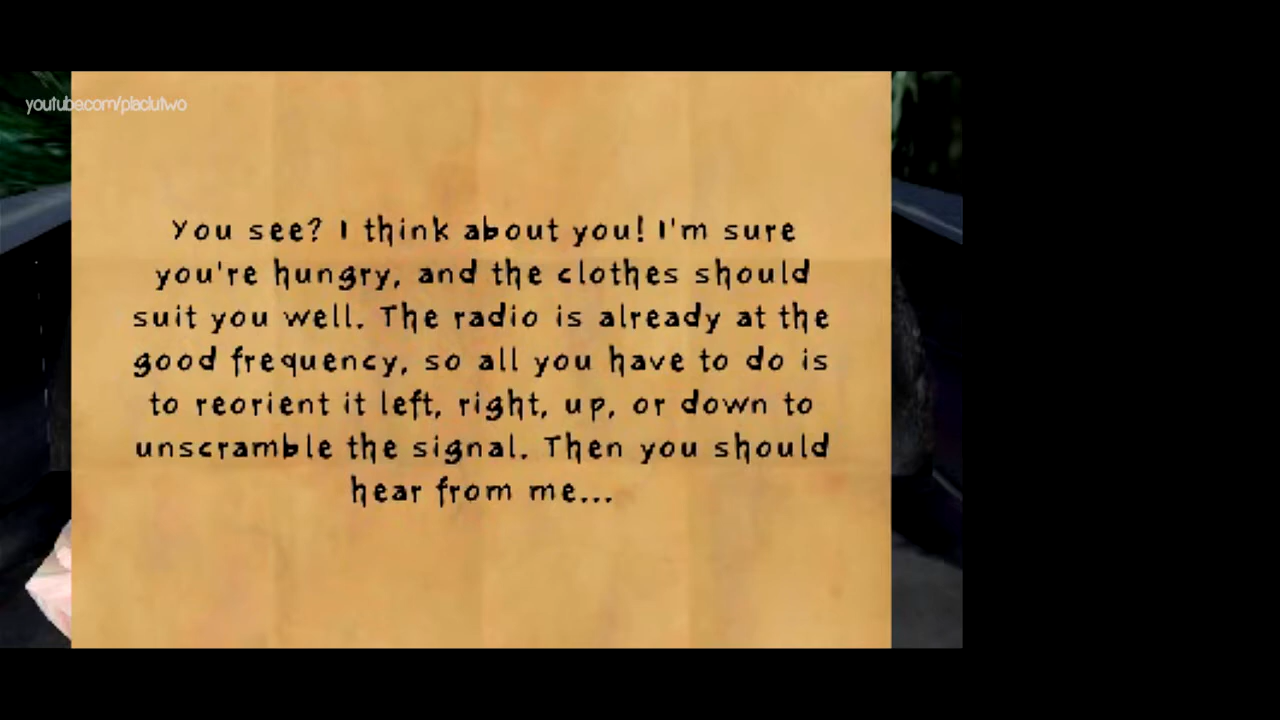 youtube.com/placlutwo
You see? I think about you! I'm sure
you're hungry, and the clothes should
suit you well. The radio is already at the
good frequency, so all you have to do is
to reorient it left, right, up, or down to
unscramble the signal. Then you should
hear from me...